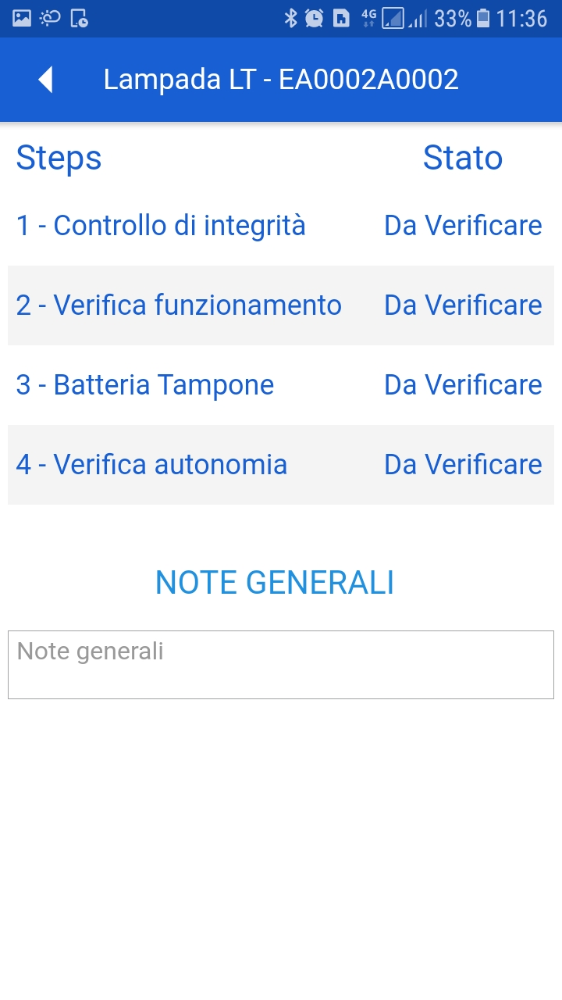 4G 33% 11:36
Lampada LT - EA0002A0002
Steps Stato
1 - Controllo di integrità Da Verificare
2 - Verifica funzionamento Da Verificare
3 - Batteria Tampone Da Verificare
4 - Verifica autonomia Da Verificare
NOTE GENERALI
Note generali